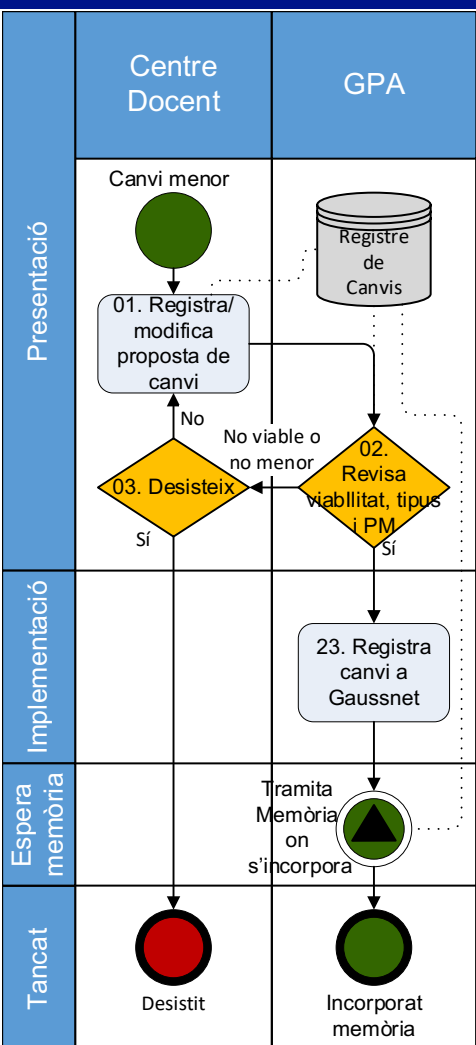 Centre
Docent
GPA
Presentació
Canvi menor
Registre
de
Canvis
01. Registra/
modifica
proposta de
canvi
No
No viable o
no menor
02.
Revisa
viabllitat, tipus
i PM
03. Desisteix
Sí
Sí
Implementació
23. Registra
canvi a
Gaussnet
Espera
memòria
Tramita
Memòria
on
s’incorpora
Tancat
Desistit
Incorporat
memòria